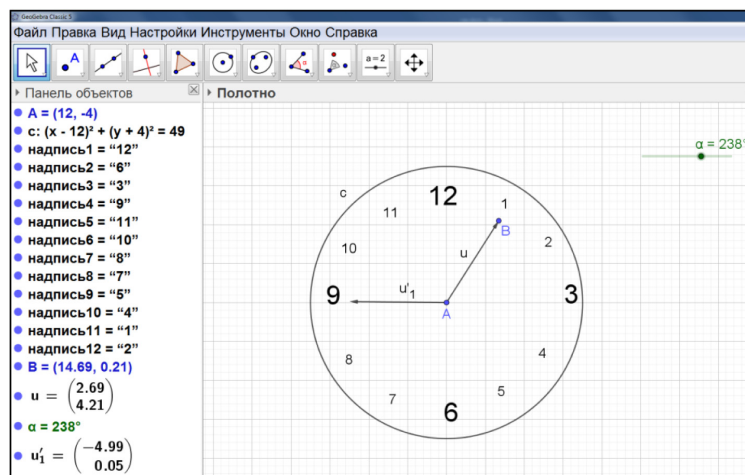 GeoGebra Classic 5
Файл Правка Вид Настройки Инструменты Окно Справка
A
a=2
Панель объектов
Полотно
A = (12, -4)
c: (x - 12)² + (y + 4)² = 49
надпись1 = “12”
надпись2 = “6”
надпись3 = “3”
надпись4 = “9”
надпись5 = “11”
надпись6 = “10”
надпись7 = “8”
надпись8 = “7”
надпись9 = “5”
надпись10 = “4”
надпись11 = “1”
надпись12 = “2”
B = (14.69, 0.21)
u = (2.69
4.21)
α = 238°
u′₁ = (−4.99
0.05)
α = 238°
c
12
1
11
B
2
10
u
9
u'₁
3
A
8
4
7
5
6